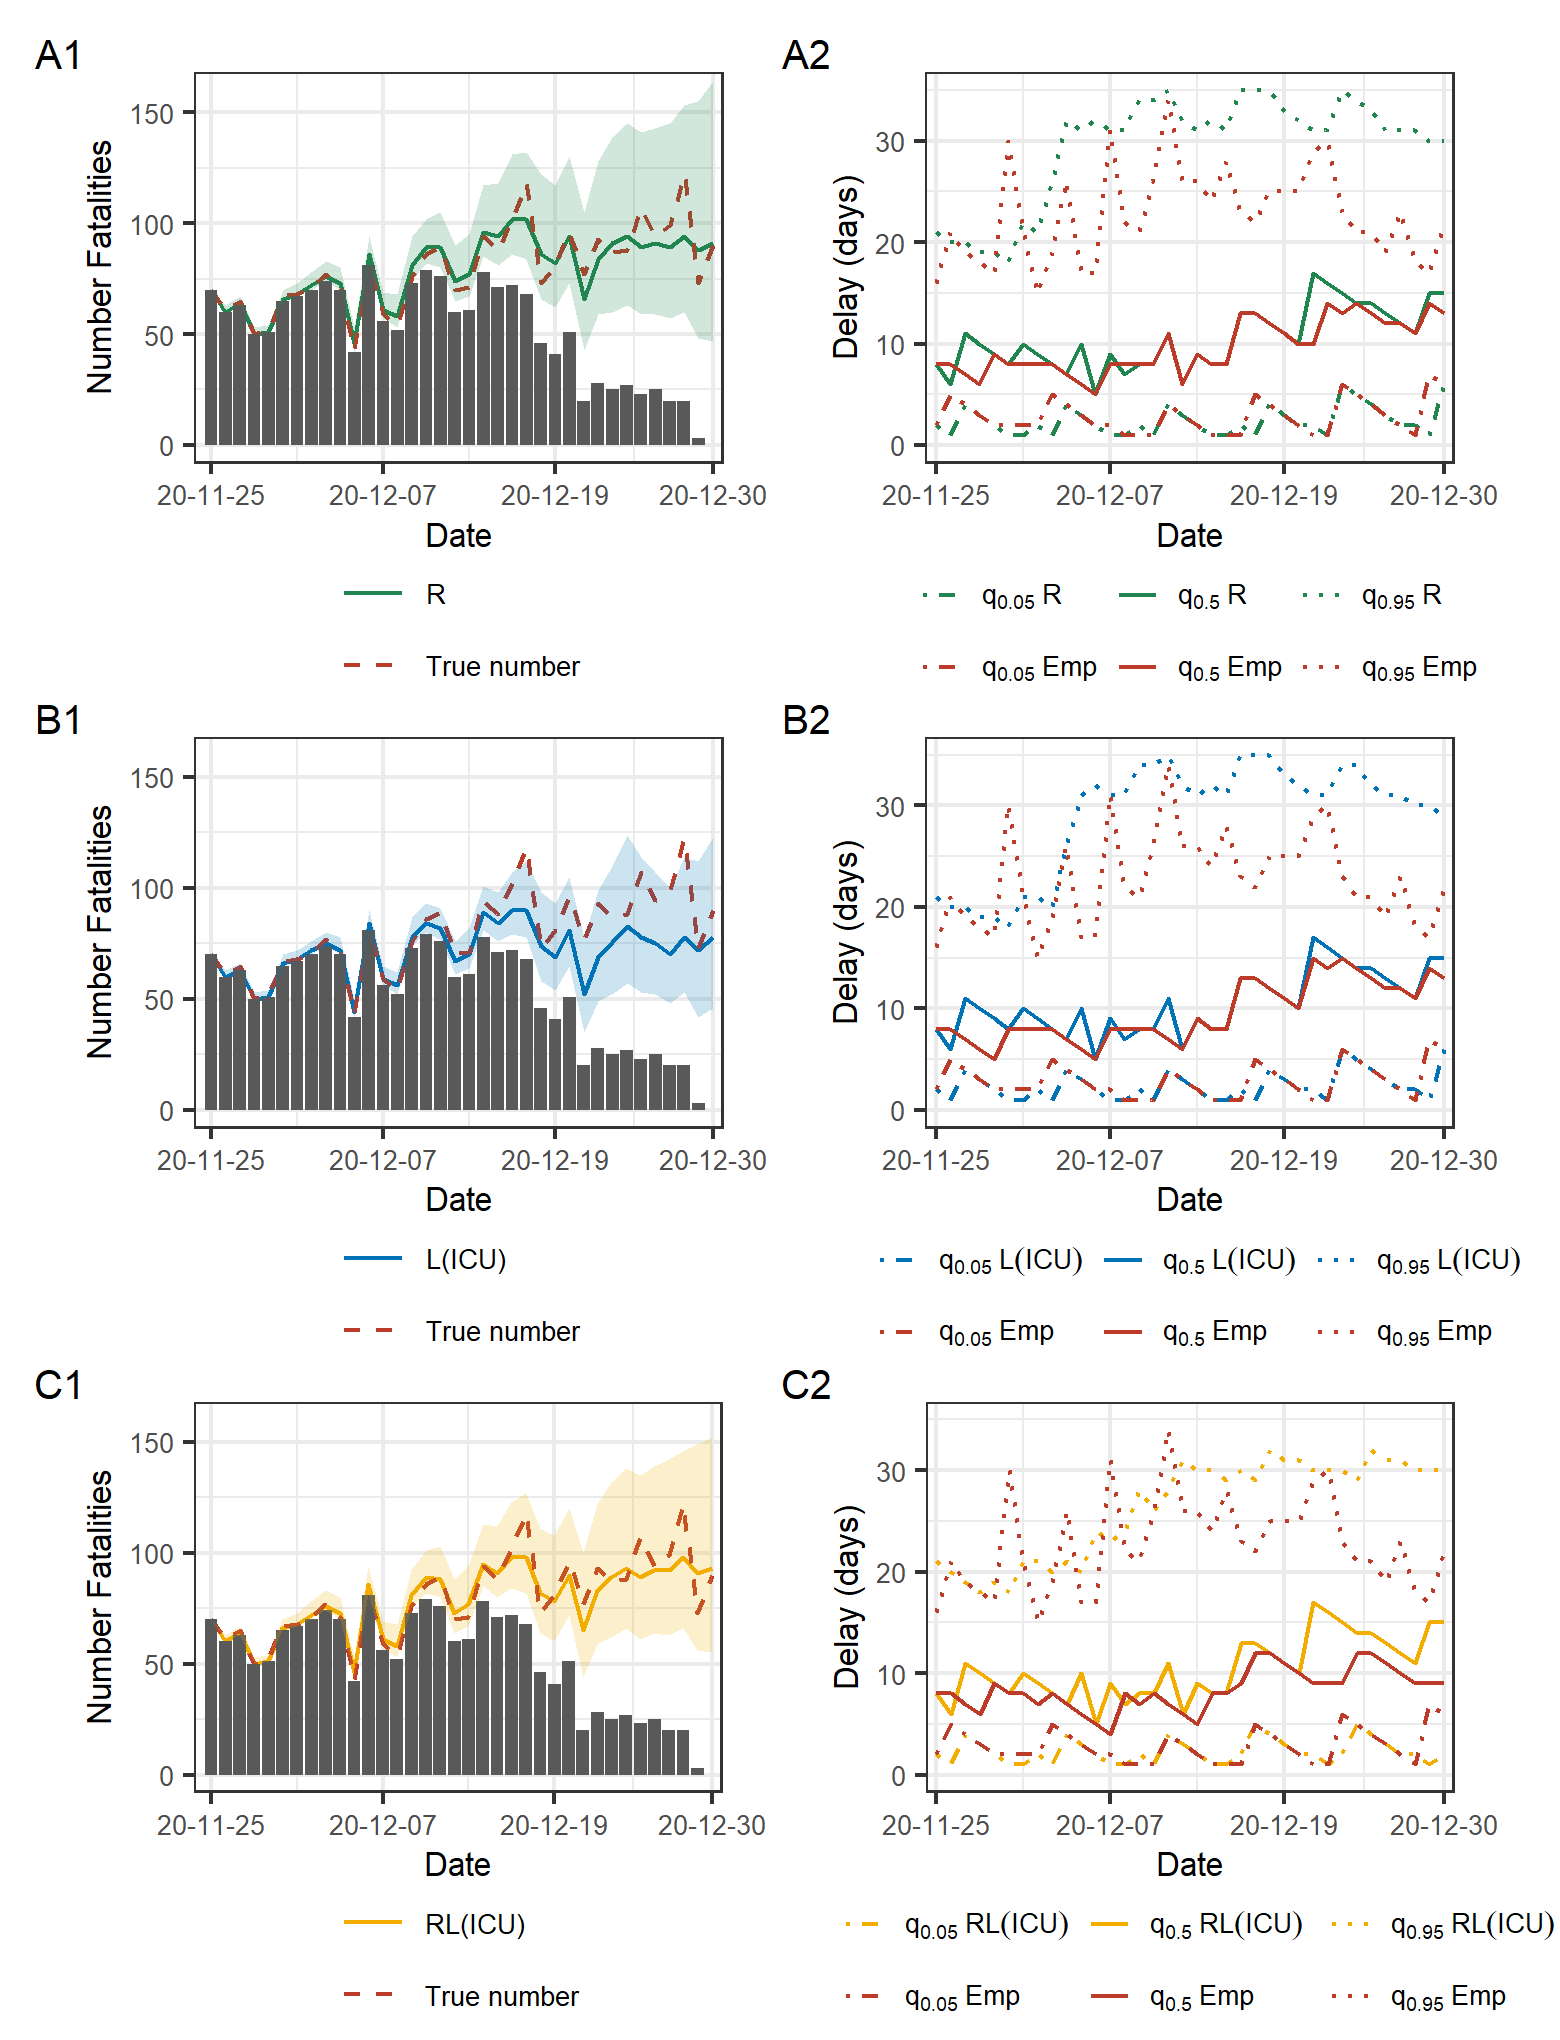 A1
A2
150
100
50
0
Number Fatalities
20-11-25 20-12-07 20-12-19 20-12-30
Date
R
True number
30
20
10
0
Delay (days)
20-11-25 20-12-07 20-12-19 20-12-30
Date
q0.05 R q0.5 R q0.95 R
q0.05 Emp q0.5 Emp q0.95 Emp
B1
B2
150
100
50
0
Number Fatalities
20-11-25 20-12-07 20-12-19 20-12-30
Date
L(ICU)
True number
30
20
10
0
Delay (days)
20-11-25 20-12-07 20-12-19 20-12-30
Date
q0.05 L(ICU) q0.5 L(ICU) q0.95 L(ICU)
q0.05 Emp q0.5 Emp q0.95 Emp
C1
C2
150
100
50
0
Number Fatalities
20-11-25 20-12-07 20-12-19 20-12-30
Date
RL(ICU)
True number
30
20
10
0
Delay (days)
20-11-25 20-12-07 20-12-19 20-12-30
Date
q0.05 RL(ICU) q0.5 RL(ICU) q0.95 RL(ICU)
q0.05 Emp q0.5 Emp q0.95 Emp